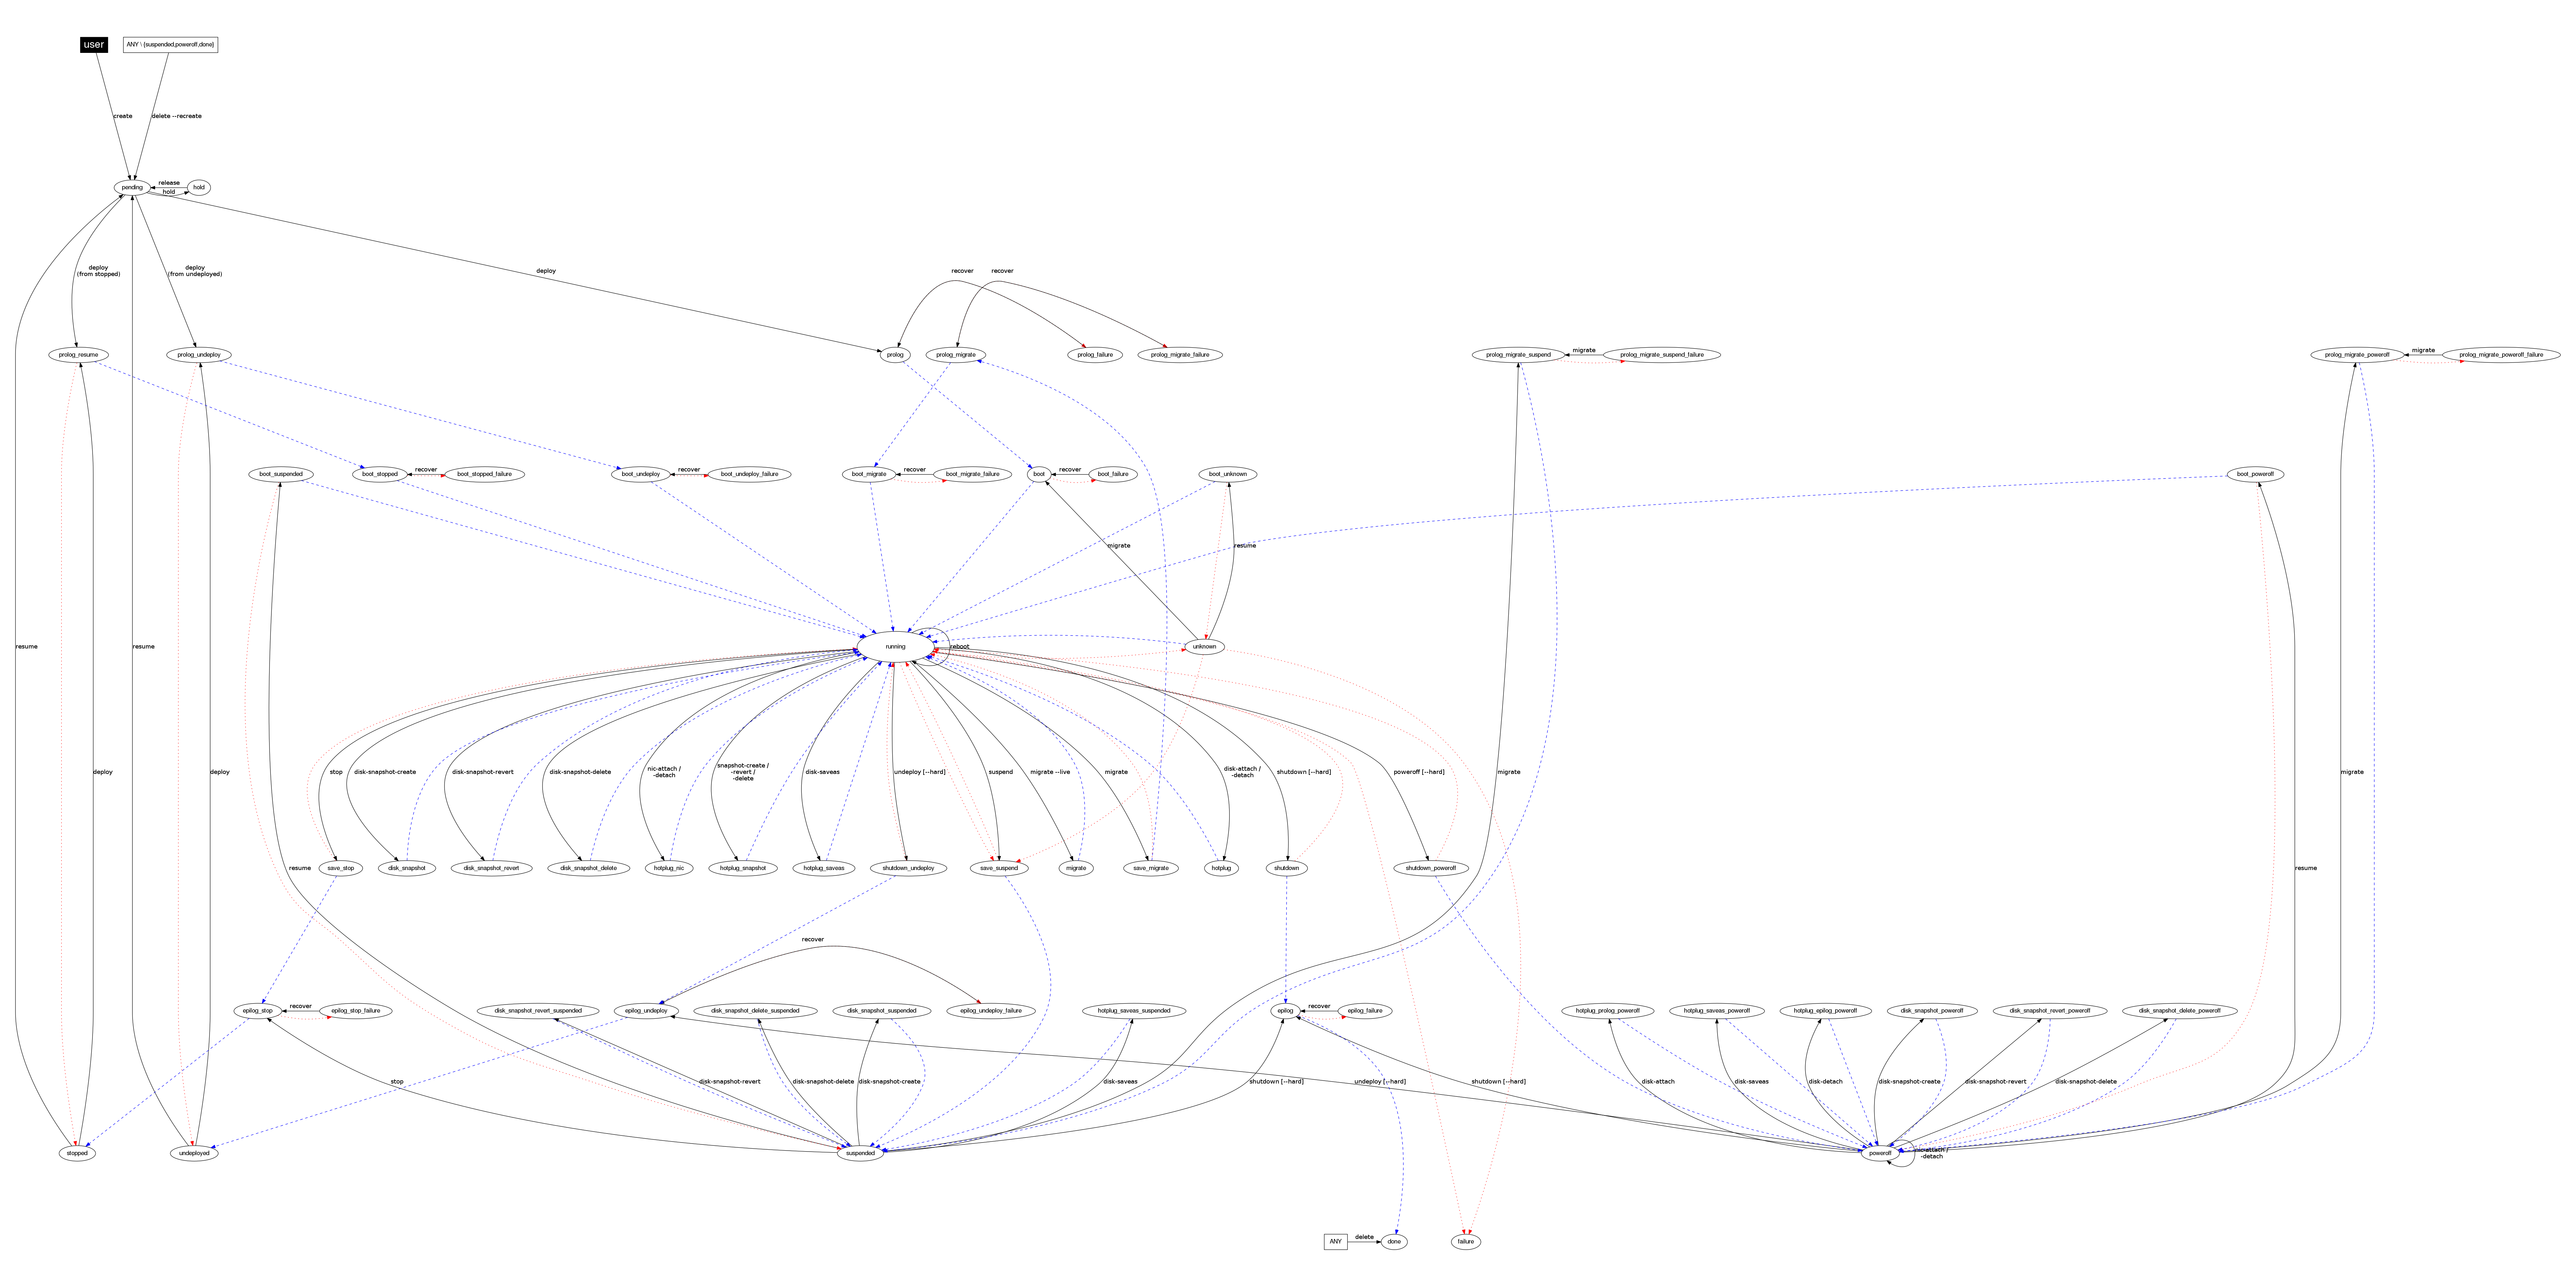 user
ANY \ {suspended,poweroff,done}
create
delete --recreate
pending
release
hold
hold
deploy
(from stopped)
deploy
(from undeployed)
deploy
recover
recover
prolog_resume
prolog_undeploy
prolog
prolog_migrate
prolog_failure
prolog_migrate_failure
prolog_migrate_suspend
migrate
prolog_migrate_suspend_failure
prolog_migrate_poweroff
migrate
prolog_migrate_poweroff_failure
boot_suspended
boot_stopped
recover
boot_stopped_failure
boot_undeploy
recover
boot_undeploy_failure
boot_migrate
recover
boot_migrate_failure
boot
recover
boot_failure
boot_unknown
boot_poweroff
migrate
resume
resume
resume
running
reboot
unknown
deploy
deploy
stop
disk-snapshot-create
disk-snapshot-revert
disk-snapshot-delete
nic-attach /
-detach
snapshot-create /
-revert /
-delete
disk-saveas
undeploy [--hard]
suspend
migrate --live
migrate
disk-attach /
-detach
shutdown [--hard]
poweroff [--hard]
migrate
migrate
resume
save_stop
disk_snapshot
disk_snapshot_revert
disk_snapshot_delete
hotplug_nic
hotplug_snapshot
hotplug_saveas
shutdown_undeploy
save_suspend
migrate
save_migrate
hotplug
shutdown
shutdown_poweroff
resume
recover
epilog_stop
recover
epilog_stop_failure
disk_snapshot_revert_suspended
epilog_undeploy
disk_snapshot_delete_suspended
disk_snapshot_suspended
epilog_undeploy_failure
hotplug_saveas_suspended
epilog
recover
epilog_failure
hotplug_prolog_poweroff
hotplug_saveas_poweroff
hotplug_epilog_poweroff
disk_snapshot_poweroff
disk_snapshot_revert_poweroff
disk_snapshot_delete_poweroff
stop
disk-snapshot-revert
disk-snapshot-delete
disk-snapshot-create
disk-saveas
shutdown [--hard]
undeploy [--hard]
shutdown [--hard]
disk-attach
disk-saveas
disk-detach
disk-snapshot-create
disk-snapshot-revert
disk-snapshot-delete
stopped
undeployed
suspended
poweroff
nic-attach /
-detach
ANY
delete
done
failure